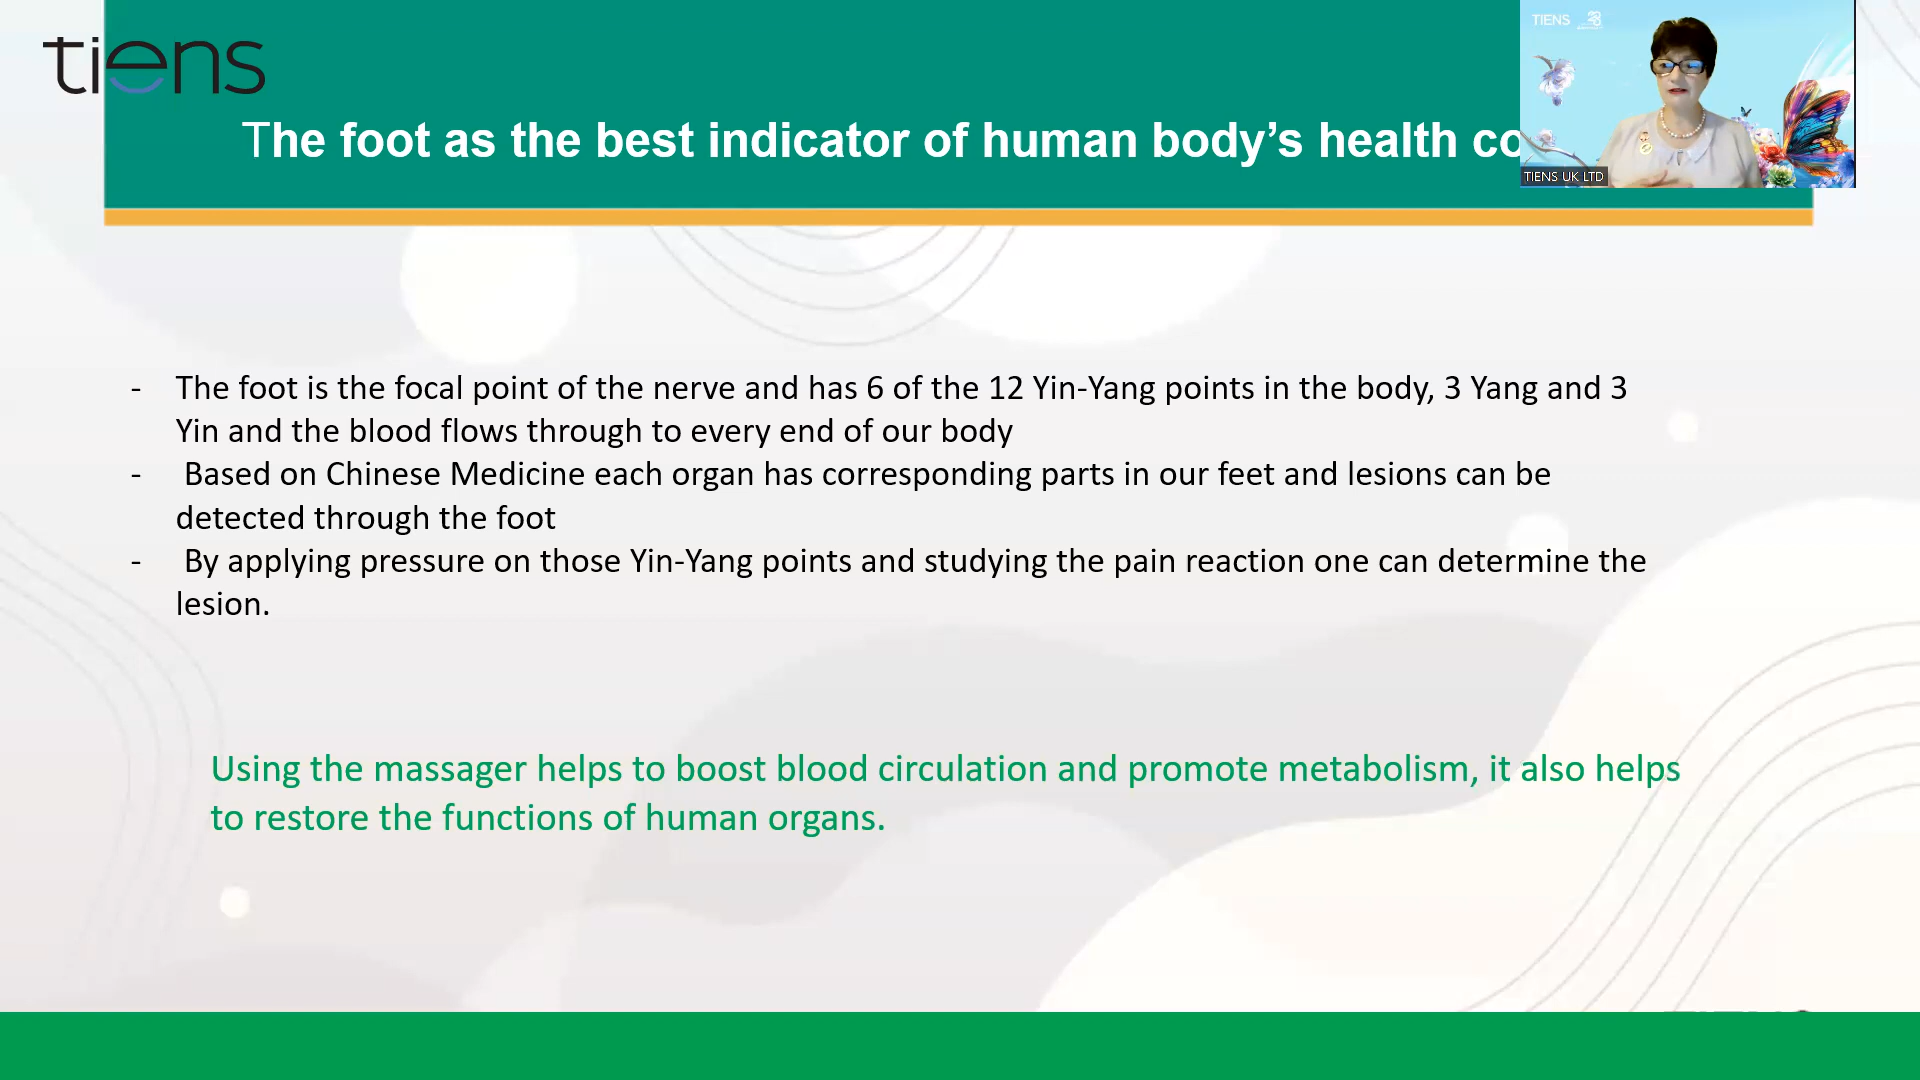 tiens
The foot as the best indicator of human body’s health co
TIENS
TIENS UK LTD
- The foot is the focal point of the nerve and has 6 of the 12 Yin-Yang points in the body, 3 Yang and 3
Yin and the blood flows through to every end of our body
- Based on Chinese Medicine each organ has corresponding parts in our feet and lesions can be
detected through the foot
- By applying pressure on those Yin-Yang points and studying the pain reaction one can determine the
lesion.
Using the massager helps to boost blood circulation and promote metabolism, it also helps
to restore the functions of human organs.